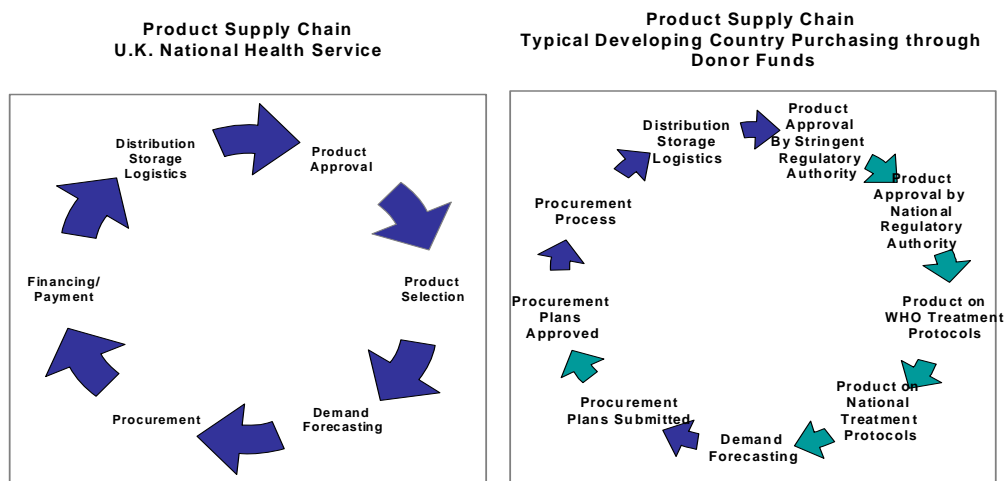 Product Supply Chain
U.K. National Health Service
Distribution
Storage
Logistics
Product
Approval
Product
Selection
Demand
Forecasting
Procurement
Financing/
Payment
Product Supply Chain
Typical Developing Country Purchasing through
Donor Funds
Distribution
Storage
Logistics
Product
Approval
By Stringent
Regulatory
Authority
Product
Approval by
National
Regulatory
Authority
Product on
WHO Treatment
Protocols
Product on
National
Treatment
Protocols
Demand
Forecasting
Procurement
Plans Submitted
Procurement
Plans
Approved
Procurement
Process